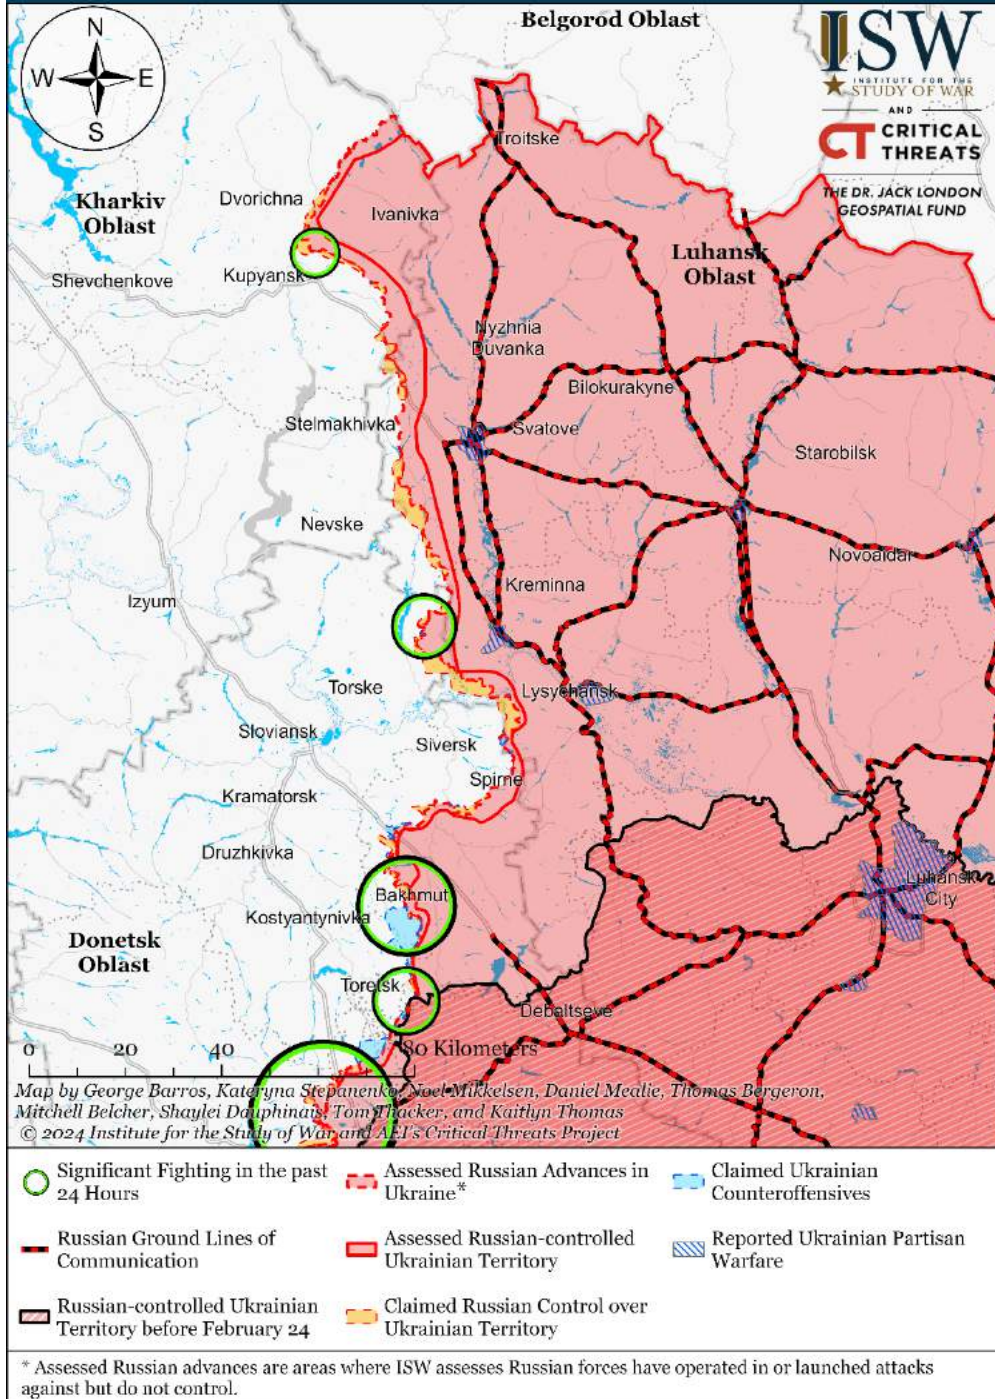 Belgorod Oblast
N
W E
S
ISW
INSTITUTE FOR THE
STUDY OF WAR
AND
CT CRITICAL
THREATS
THE DR. JACK LONDON
GEOSPATIAL FUND
Troitske
Dvorichna
Kharkiv
Oblast
Ivanivka
Luhansk
Oblast
Shevchenkove
Kupyansk
Nyzhnia
Duvanka
Bilokurakyne
Stelmakhivka
Svatove
Starobilsk
Nevske
Novoaidar
Kreminna
Izyum
Torske
Lysychansk
Sloviansk
Siversk
Spirne
Kramatorsk
Druzhkivka
Luhansk
City
Bakhmut
Kostyantynivka
Donetsk
Oblast
Toretsk
Debaltseve
0 20 40 80 Kilometers
Map by George Barros, Kateryna Stepanenko, Noel Mikkelsen, Daniel Mealie, Thomas Bergeron,
Mitchell Belcher, Shaylei Dauphinais, Tom Thacker, and Kaitlyn Thomas
© 2024 Institute for the Study of War and AEI's Critical Threats Project
Significant Fighting in the past
24 Hours
Assessed Russian Advances in
Ukraine*
Claimed Ukrainian
Counteroffensives
Russian Ground Lines of
Communication
Assessed Russian-controlled
Ukrainian Territory
Reported Ukrainian Partisan
Warfare
Russian-controlled Ukrainian
Territory before February 24
Claimed Russian Control over
Ukrainian Territory
* Assessed Russian advances are areas where ISW assesses Russian forces have operated in or launched attacks
against but do not control.